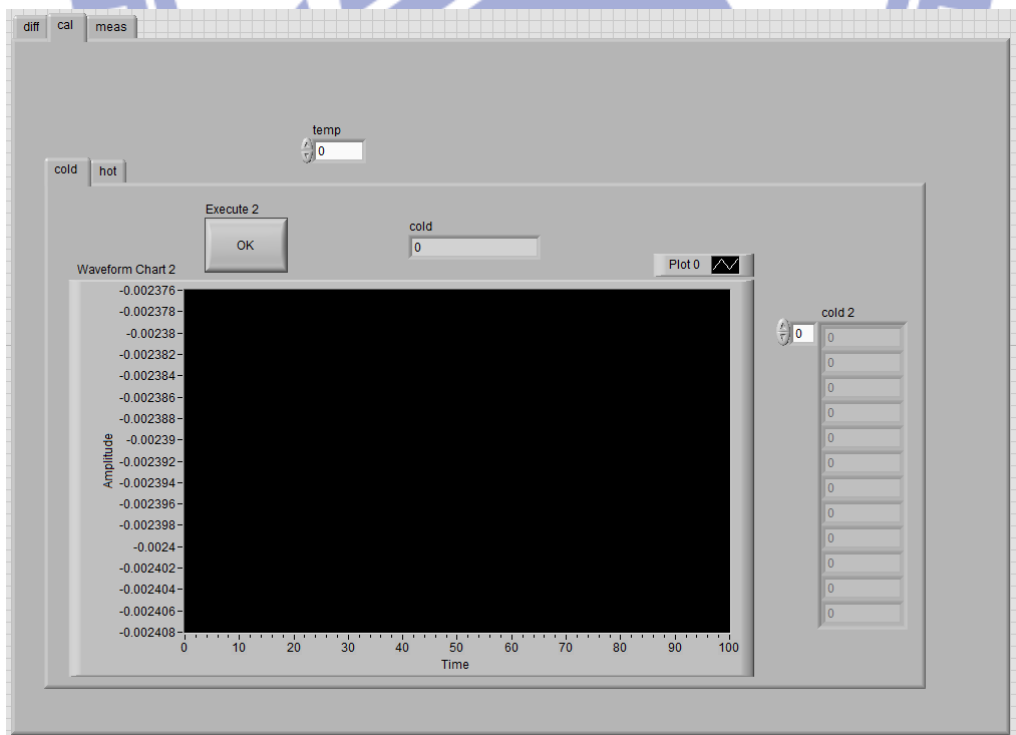 diff cal meas
temp
0
cold hot
Execute 2
OK
cold
0
Waveform Chart 2
Plot 0
-0.002376
-0.002378
-0.00238
-0.002382
-0.002384
-0.002386
-0.002388
-0.00239
-0.002392
-0.002394
-0.002396
-0.002398
-0.0024
-0.002402
-0.002404
-0.002406
-0.002408
Amplitude
0 10 20 30 40 50 60 70 80 90 100
Time
cold 2
0
0
0
0
0
0
0
0
0
0
0
0
0